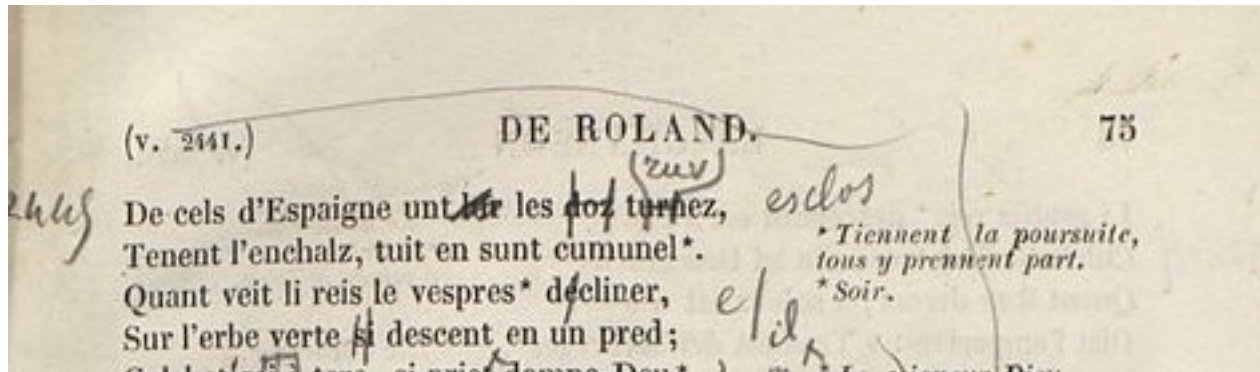 (v. 2441.) DE ROLAND. 75
(ruv)
2445 De cels d'Espaigne unt lur les doz turnez, esclos
Tenent l'enchalz, tuit en sunt cumunel*.
* Tiennent la poursuite,
tous y prennent part.
Quant veit li reis le vespres* decliner, e/
* Soir.
Sur l'erbe verte si descent en un pred; il